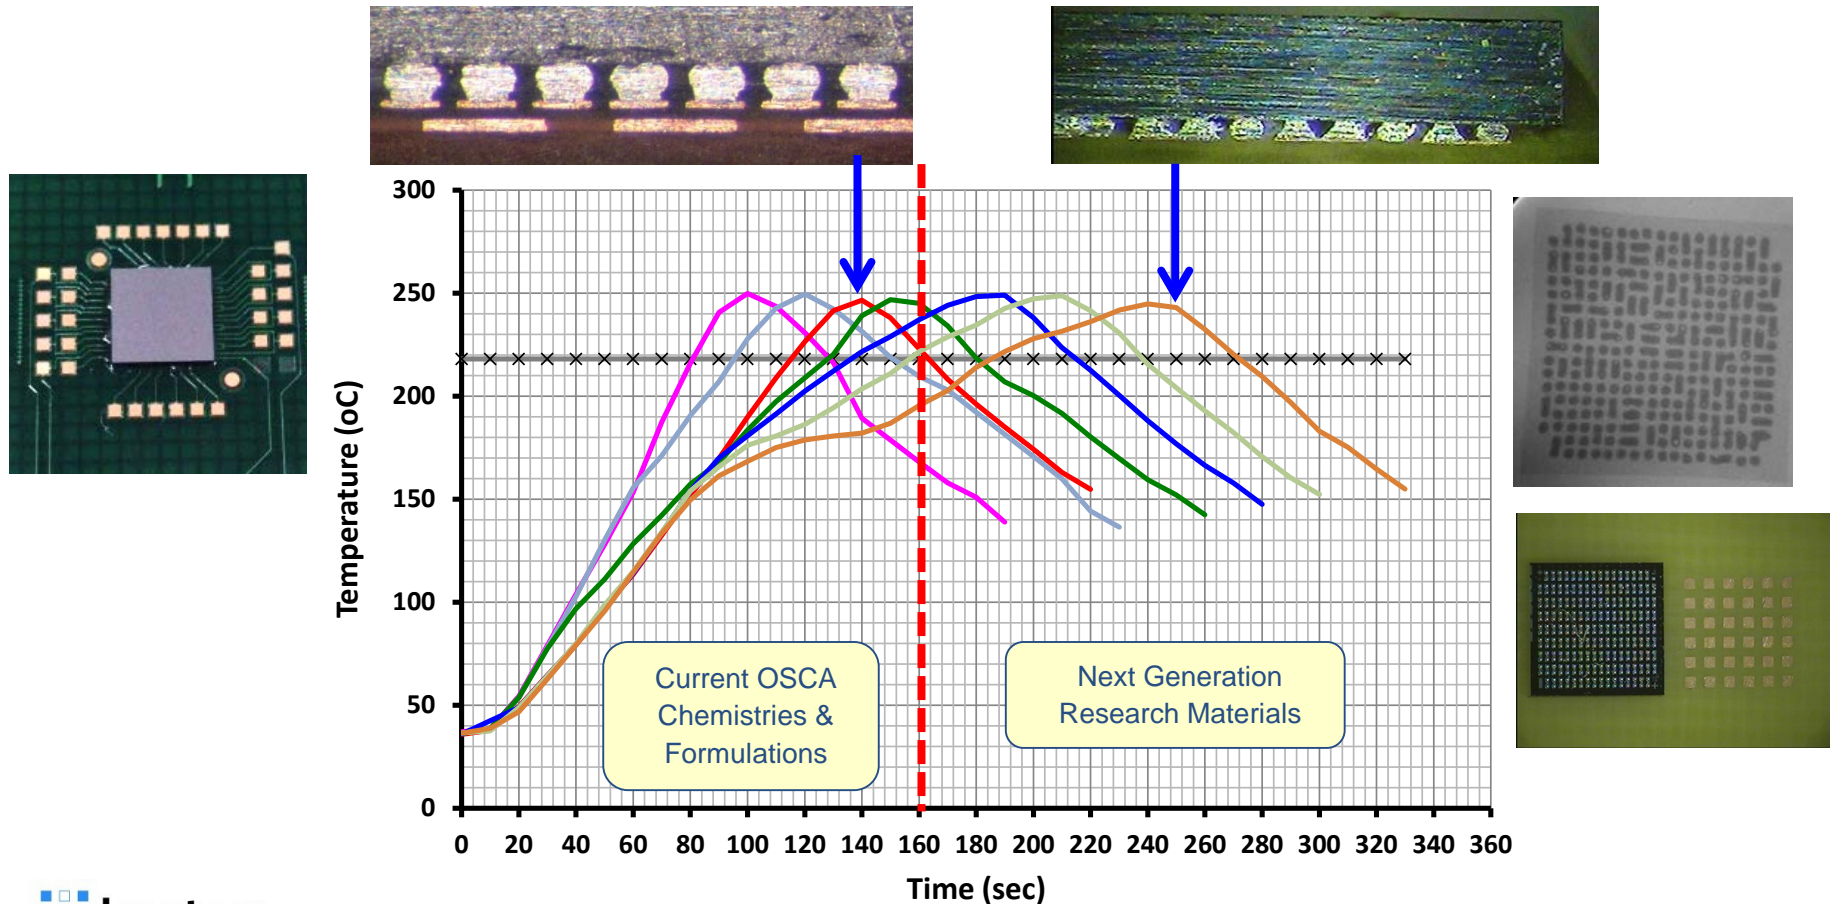 300
250
200
150
100
50
0
Temperature (oC)
Current OSCA
Chemistries &
Formulations
Next Generation
Research Materials
0 20 40 60 80 100 120 140 160 180 200 220 240 260 280 300 320 340 360
Time (sec)